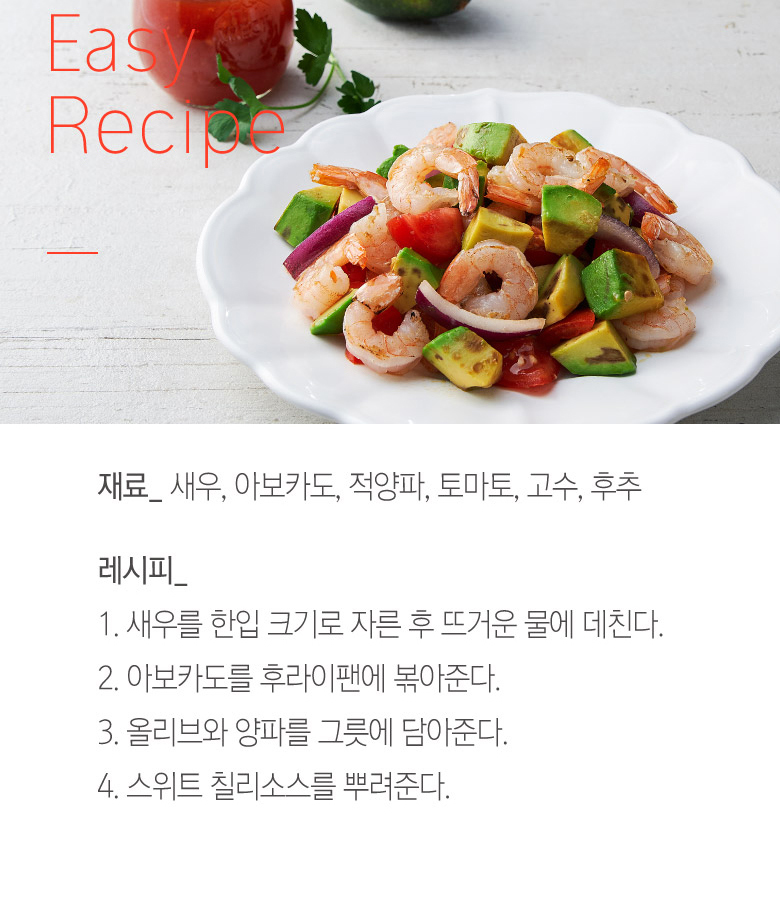 Easy
Recipe
재료_ 새우, 아보카도, 적양파, 토마토, 고수, 후추
레시피_
1. 새우를 한입 크기로 자른 후 뜨거운 물에 데친다.
2. 아보카도를 후라이팬에 볶아준다.
3. 올리브와 양파를 그릇에 담아준다.
4. 스위트 칠리소스를 뿌려준다.